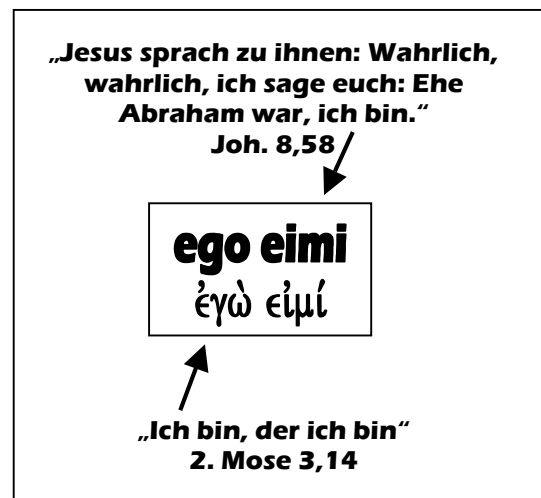 „Jesus sprach zu ihnen: Wahrlich,
wahrlich, ich sage euch: Ehe
Abraham war, ich bin.“
Joh. 8,58
ego eimi
ἐγὼ εἰμί
„Ich bin, der ich bin“
2. Mose 3,14